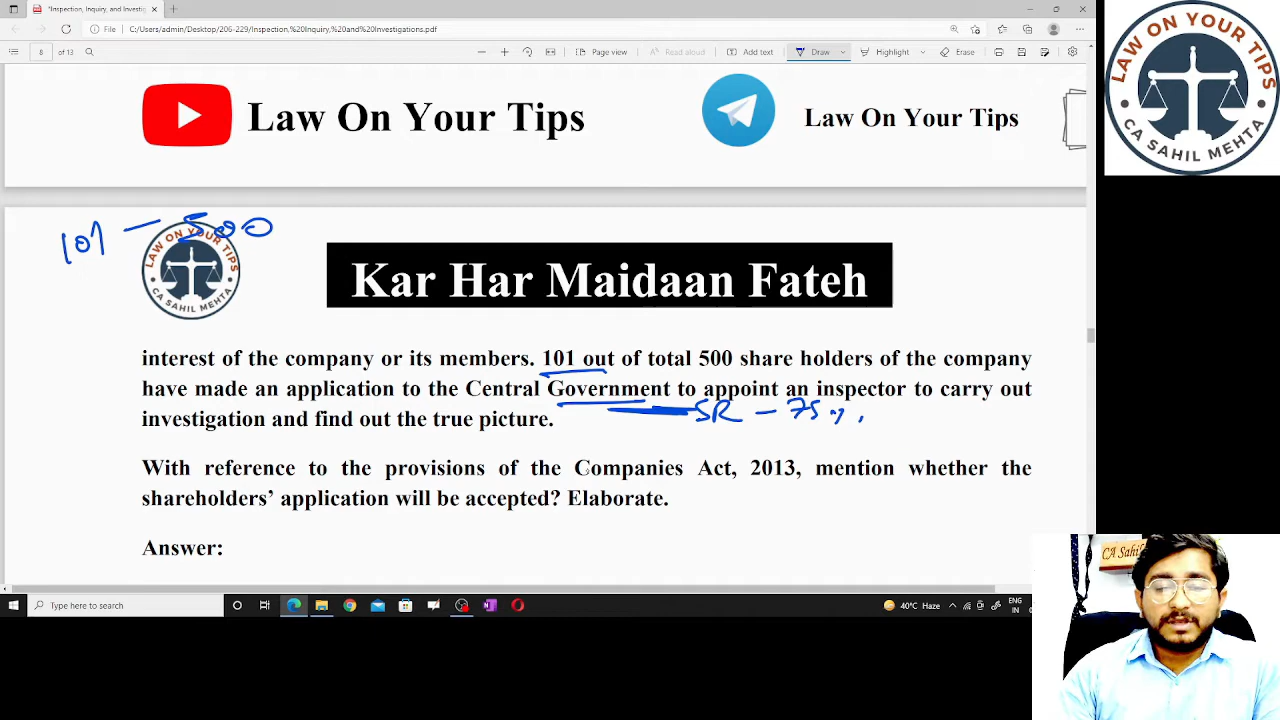 *Inspection, Inquiry, and Investig
File
C:/Users/admin/Desktop/206-229/Inspection,%20Inquiry,%20and%20Investigations.pdf
8 of 13
Page view
Read aloud
Add text
Draw
Highlight
Erase
Law On Your Tips
Law On Your Tips
LAW ON YOUR TIPS
CA SAHIL MEHTA
101 — 500
LAW ON YOUR TIPS
CA SAHIL MEHTA
Kar Har Maidaan Fateh
interest of the company or its members. 101 out of total 500 share holders of the company
have made an application to the Central Government to appoint an inspector to carry out
investigation and find out the true picture.
SR — 75%.
With reference to the provisions of the Companies Act, 2013, mention whether the
shareholders' application will be accepted? Elaborate.
Answer:
CA Sahil
Type here to search
40°C Haze
ENG
IN